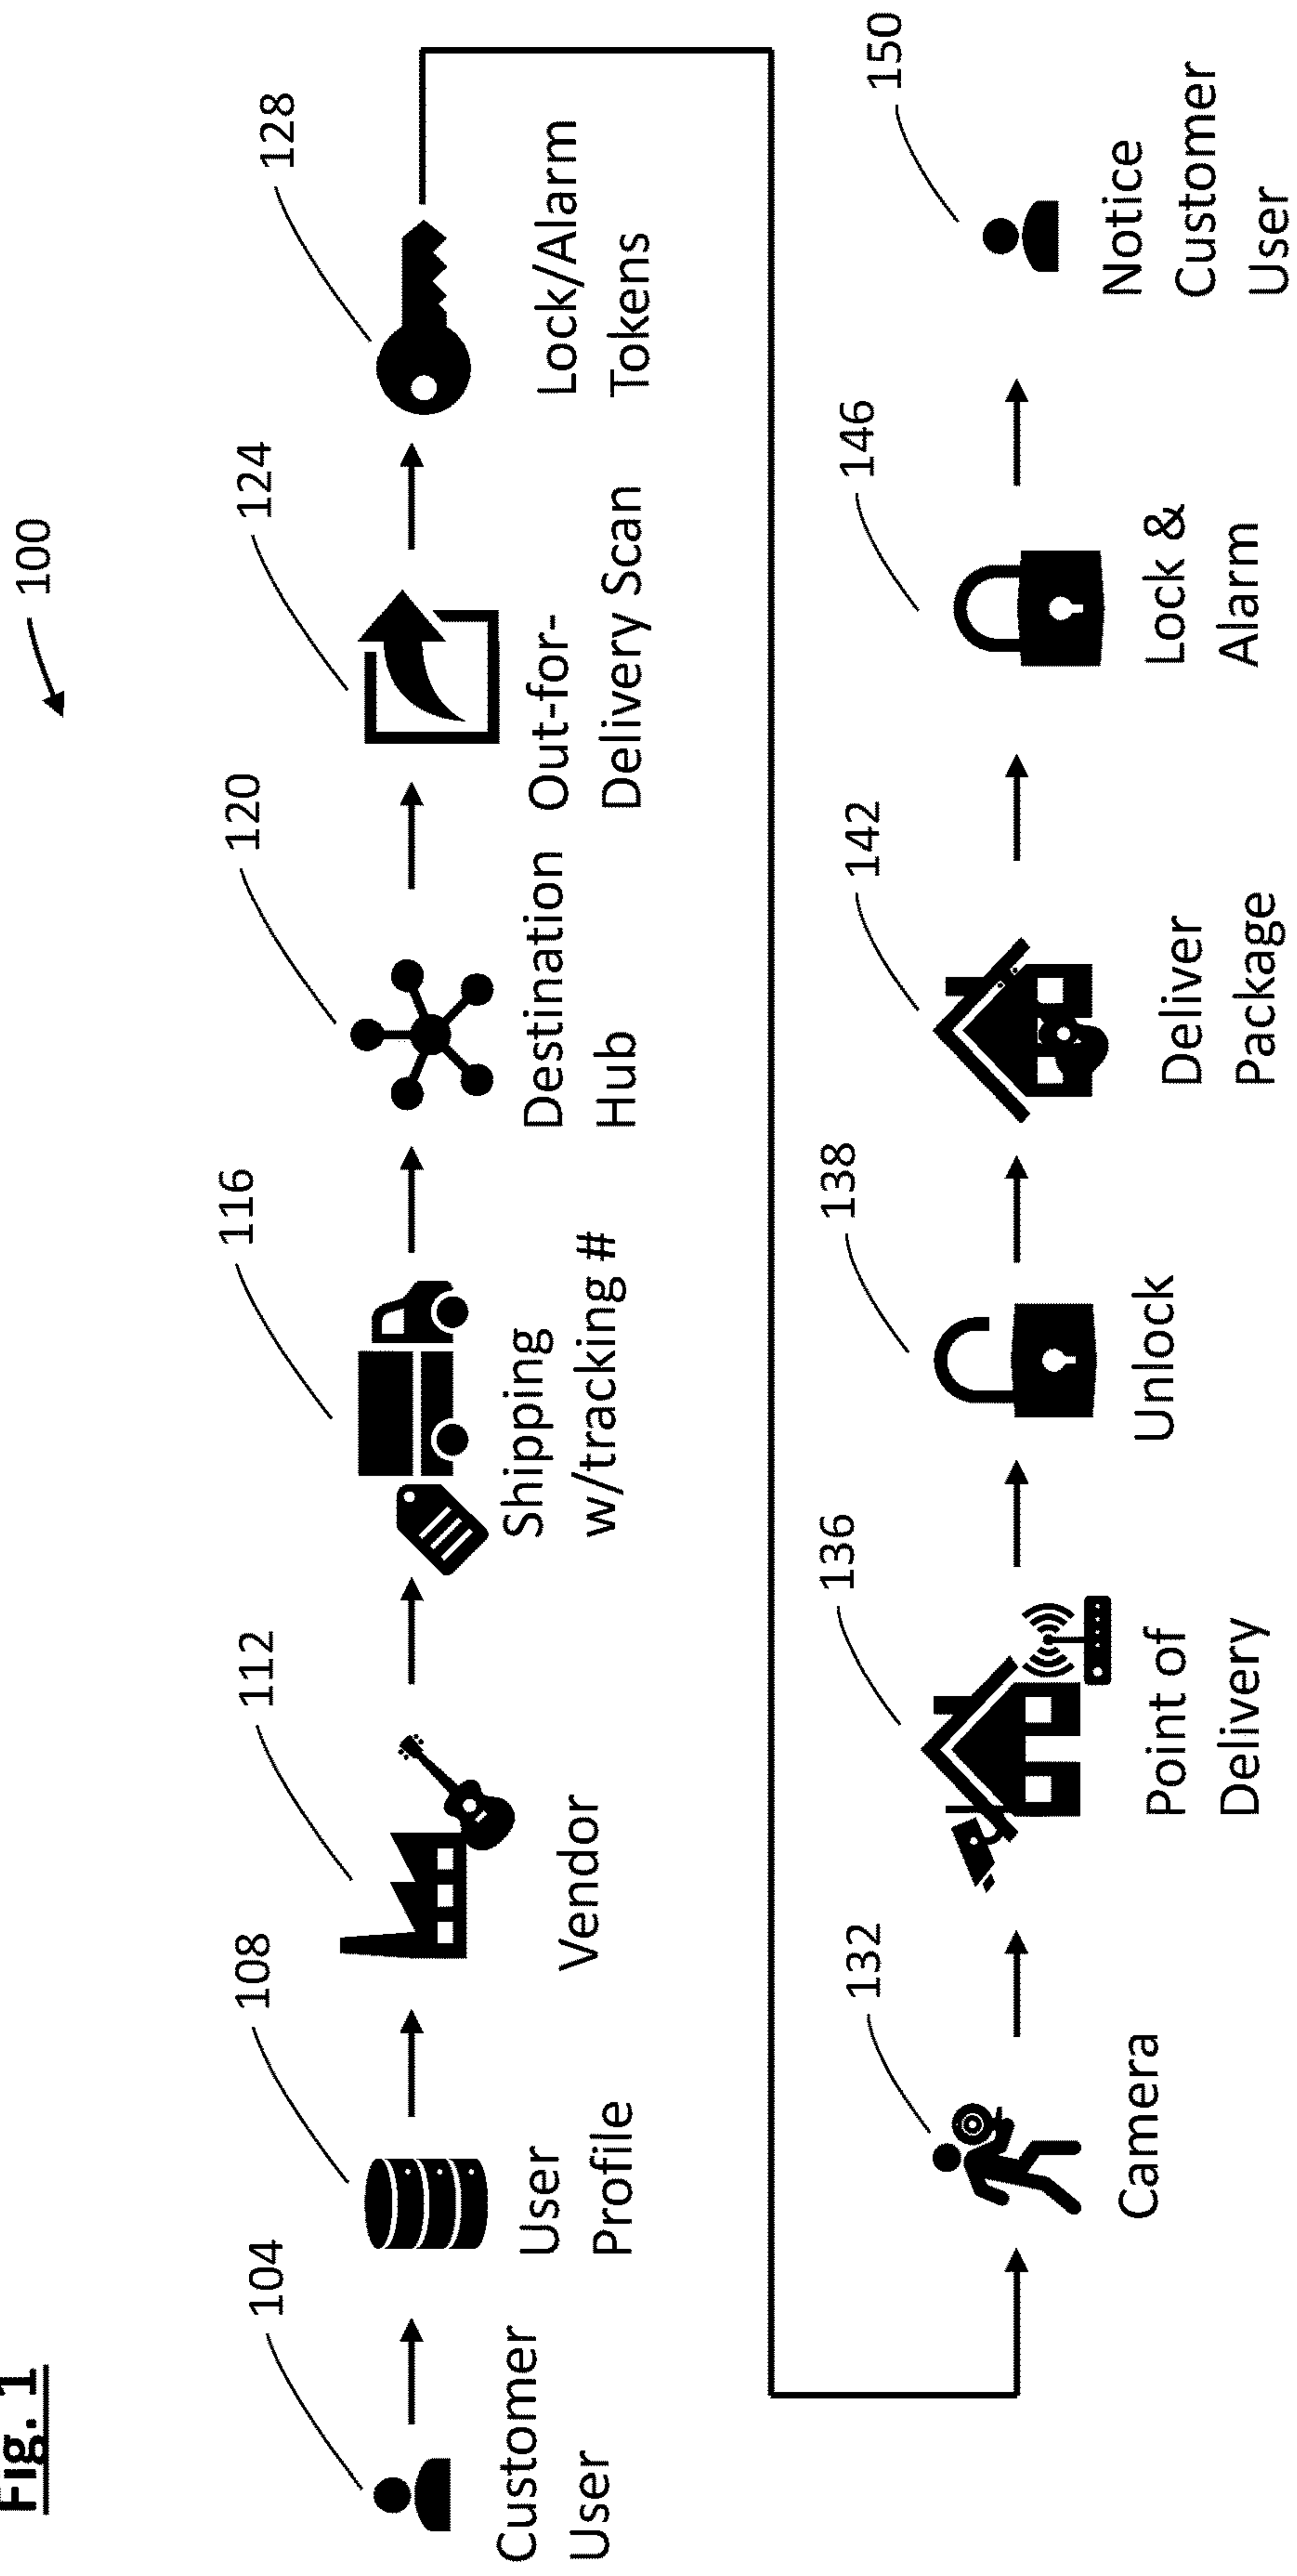 Fig. 1
100
104
108
112
116
120
124
128
Customer
User
User
Profile
Vendor
Shipping
w/tracking #
Destination
Hub
Out-for-
Delivery Scan
Lock/Alarm
Tokens
132
136
138
142
146
150
Camera
Point of
Delivery
Unlock
Deliver
Package
Lock &
Alarm
Notice
Customer
User